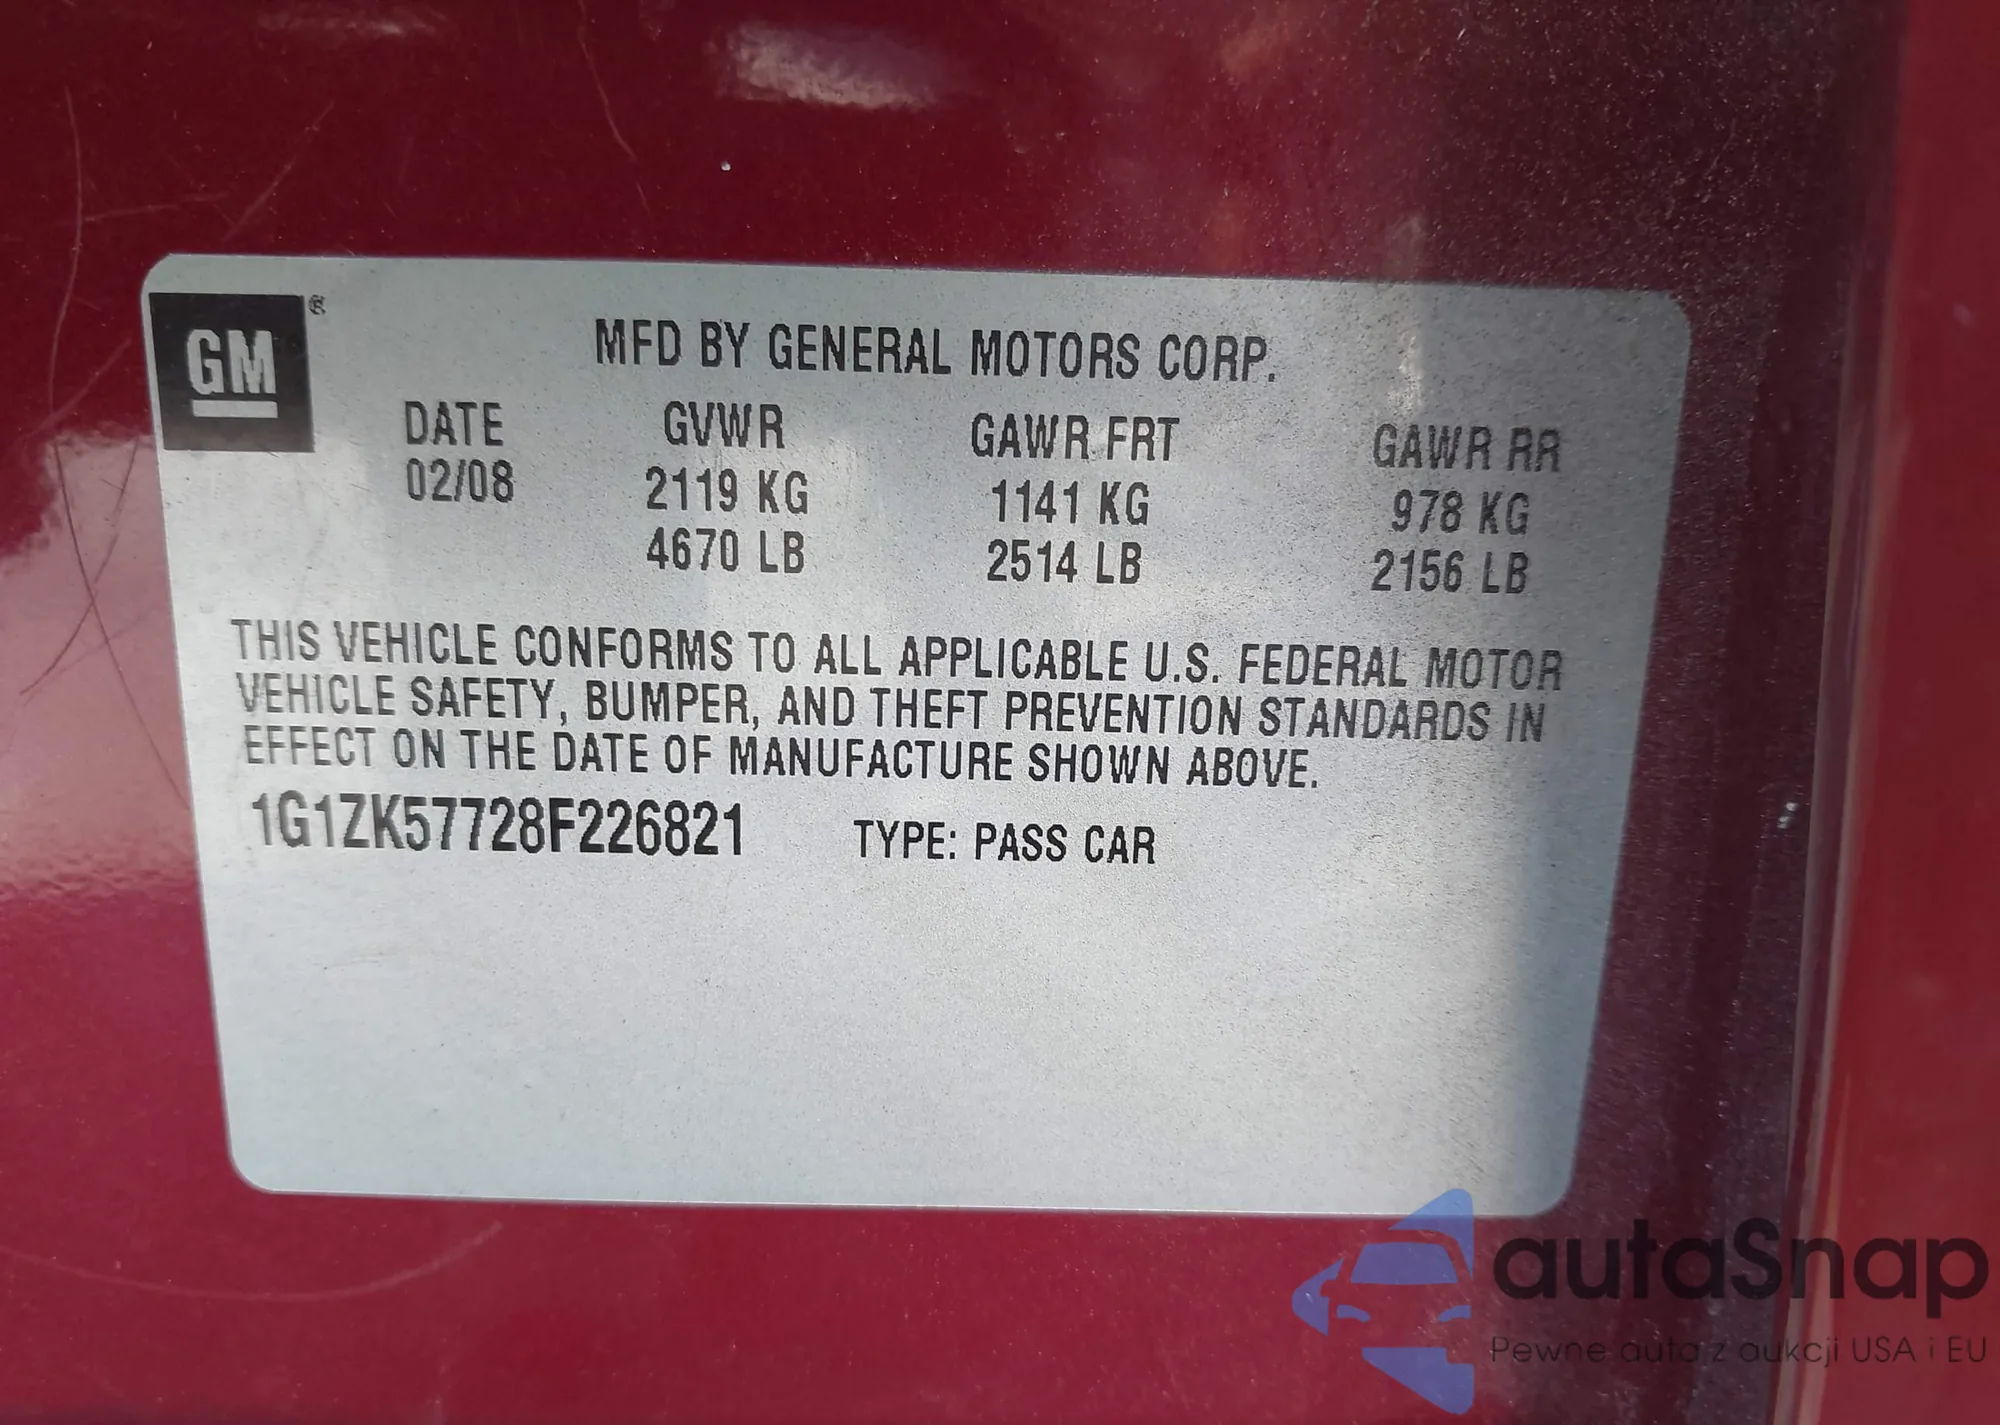 GM ®
MFD BY GENERAL MOTORS CORP.
DATE GVWR GAWR FRT GAWR RR
02/08 2119 KG 1141 KG 978 KG
4670 LB 2514 LB 2156 LB
THIS VEHICLE CONFORMS TO ALL APPLICABLE U.S. FEDERAL MOTOR
VEHICLE SAFETY, BUMPER, AND THEFT PREVENTION STANDARDS IN
EFFECT ON THE DATE OF MANUFACTURE SHOWN ABOVE.
1G1ZK57728F226821 TYPE: PASS CAR
autaSnap
Pewne auta z aukcji USA i EU